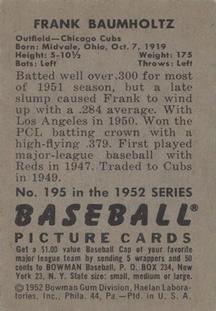 FRANK BAUMHOLTZ
Outfield—Chicago Cubs
Born: Midvale, Ohio, Oct. 7, 1919
Height: 5-10½ Weight: 175
Bats: Left Throws: Left
Batted well over .300 for most
of 1951 season, but a late
slump caused Frank to wind
up with a .284 average. With
Los Angeles in 1950. Won the
PCL batting crown with a
high-flying .379. First played
major-league baseball with
Reds in 1947. Traded to Cubs
in 1949.
No. 195 in the 1952 SERIES
BASEBALL®
PICTURE CARDS
Get a $1.00 value Baseball Cap of your favorite
major league team by sending 5 wrappers and 50
cents to BOWMAN Baseball, P. O. BOX 234, New
York 23, N. Y. State size: small, medium or large.
©1952 Bowman Gum Division, Haelan Labora-
tories, Inc., Phila. 44, Pa.—Ptd. in U. S. A.